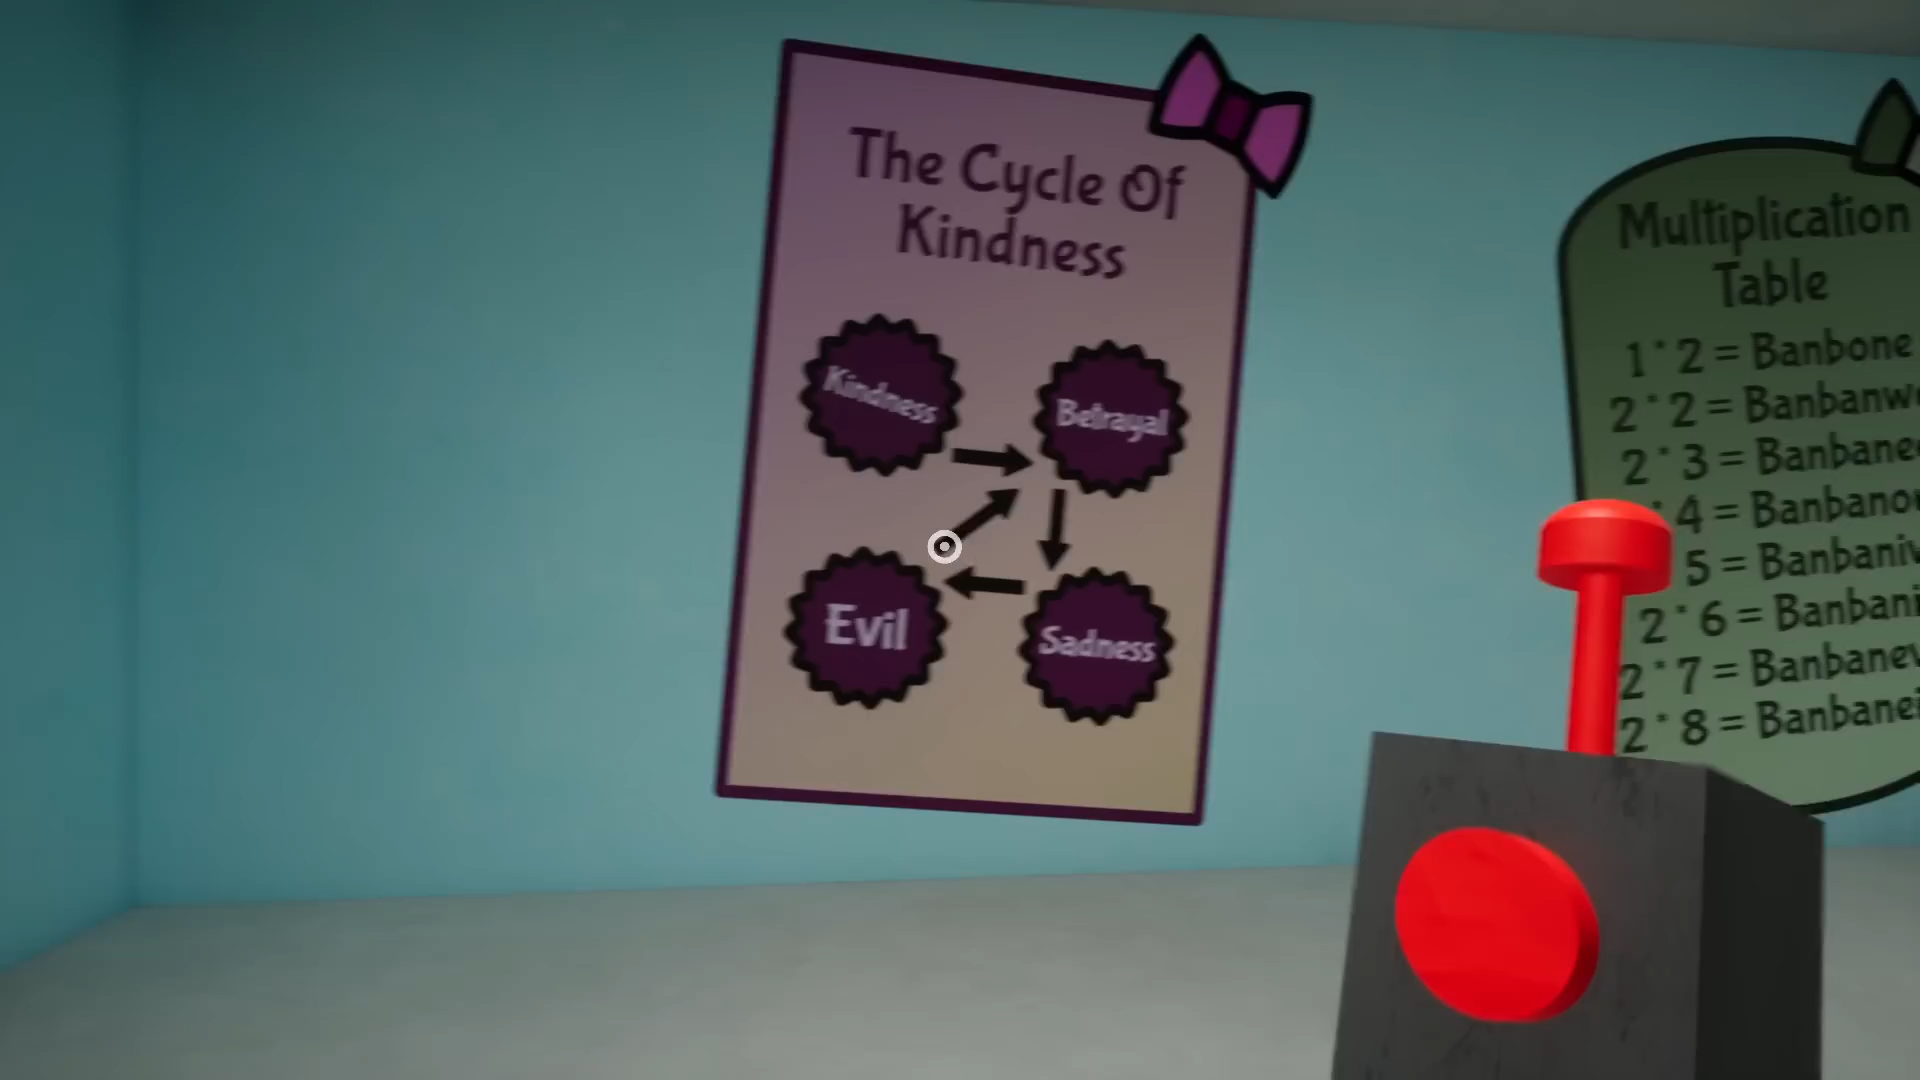 The Cycle Of
Kindness
Kindness
Betrayal
Evil
Sadness
Multiplication
Table
1*2 = Banbone
2*2 =
2*3 =
4 =
5 =
2*6 =
2*7 =
2*8 =